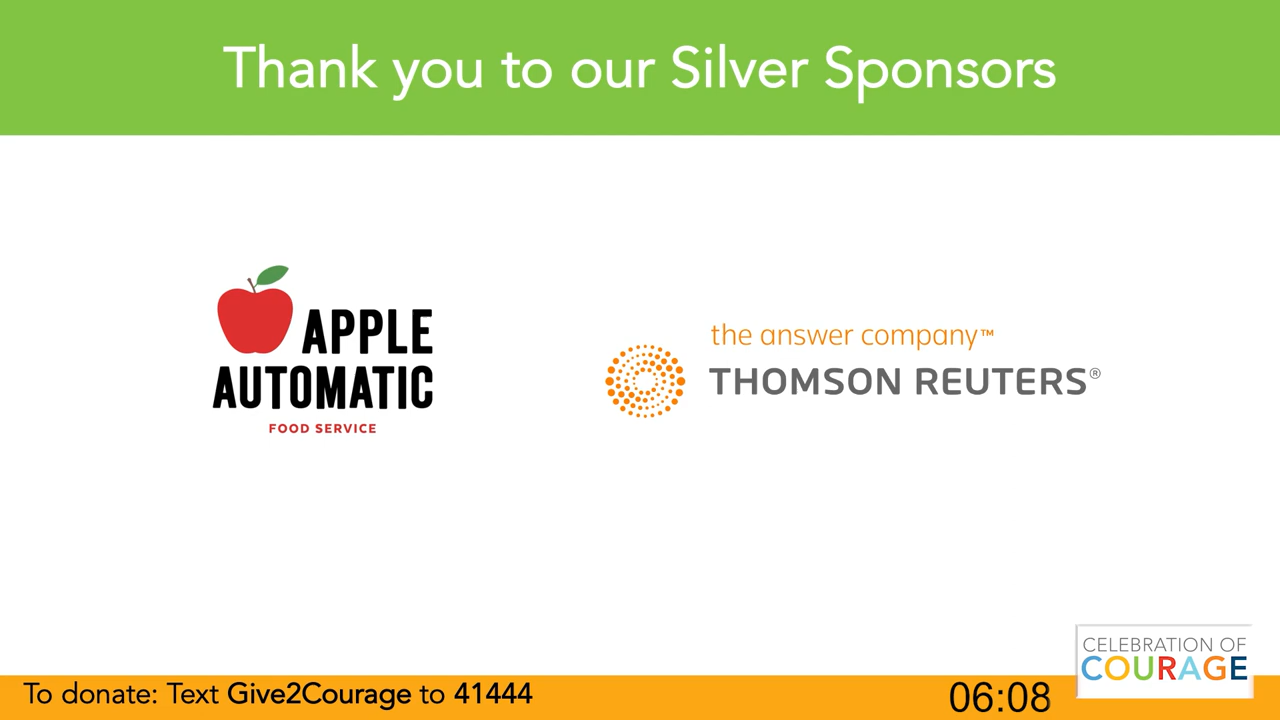 Thank you to our Silver Sponsors
APPLE
AUTOMATIC
FOOD SERVICE
the answer company™
THOMSON REUTERS®
CELEBRATION OF
COURAGE
To donate: Text Give2Courage to 41444
06:08